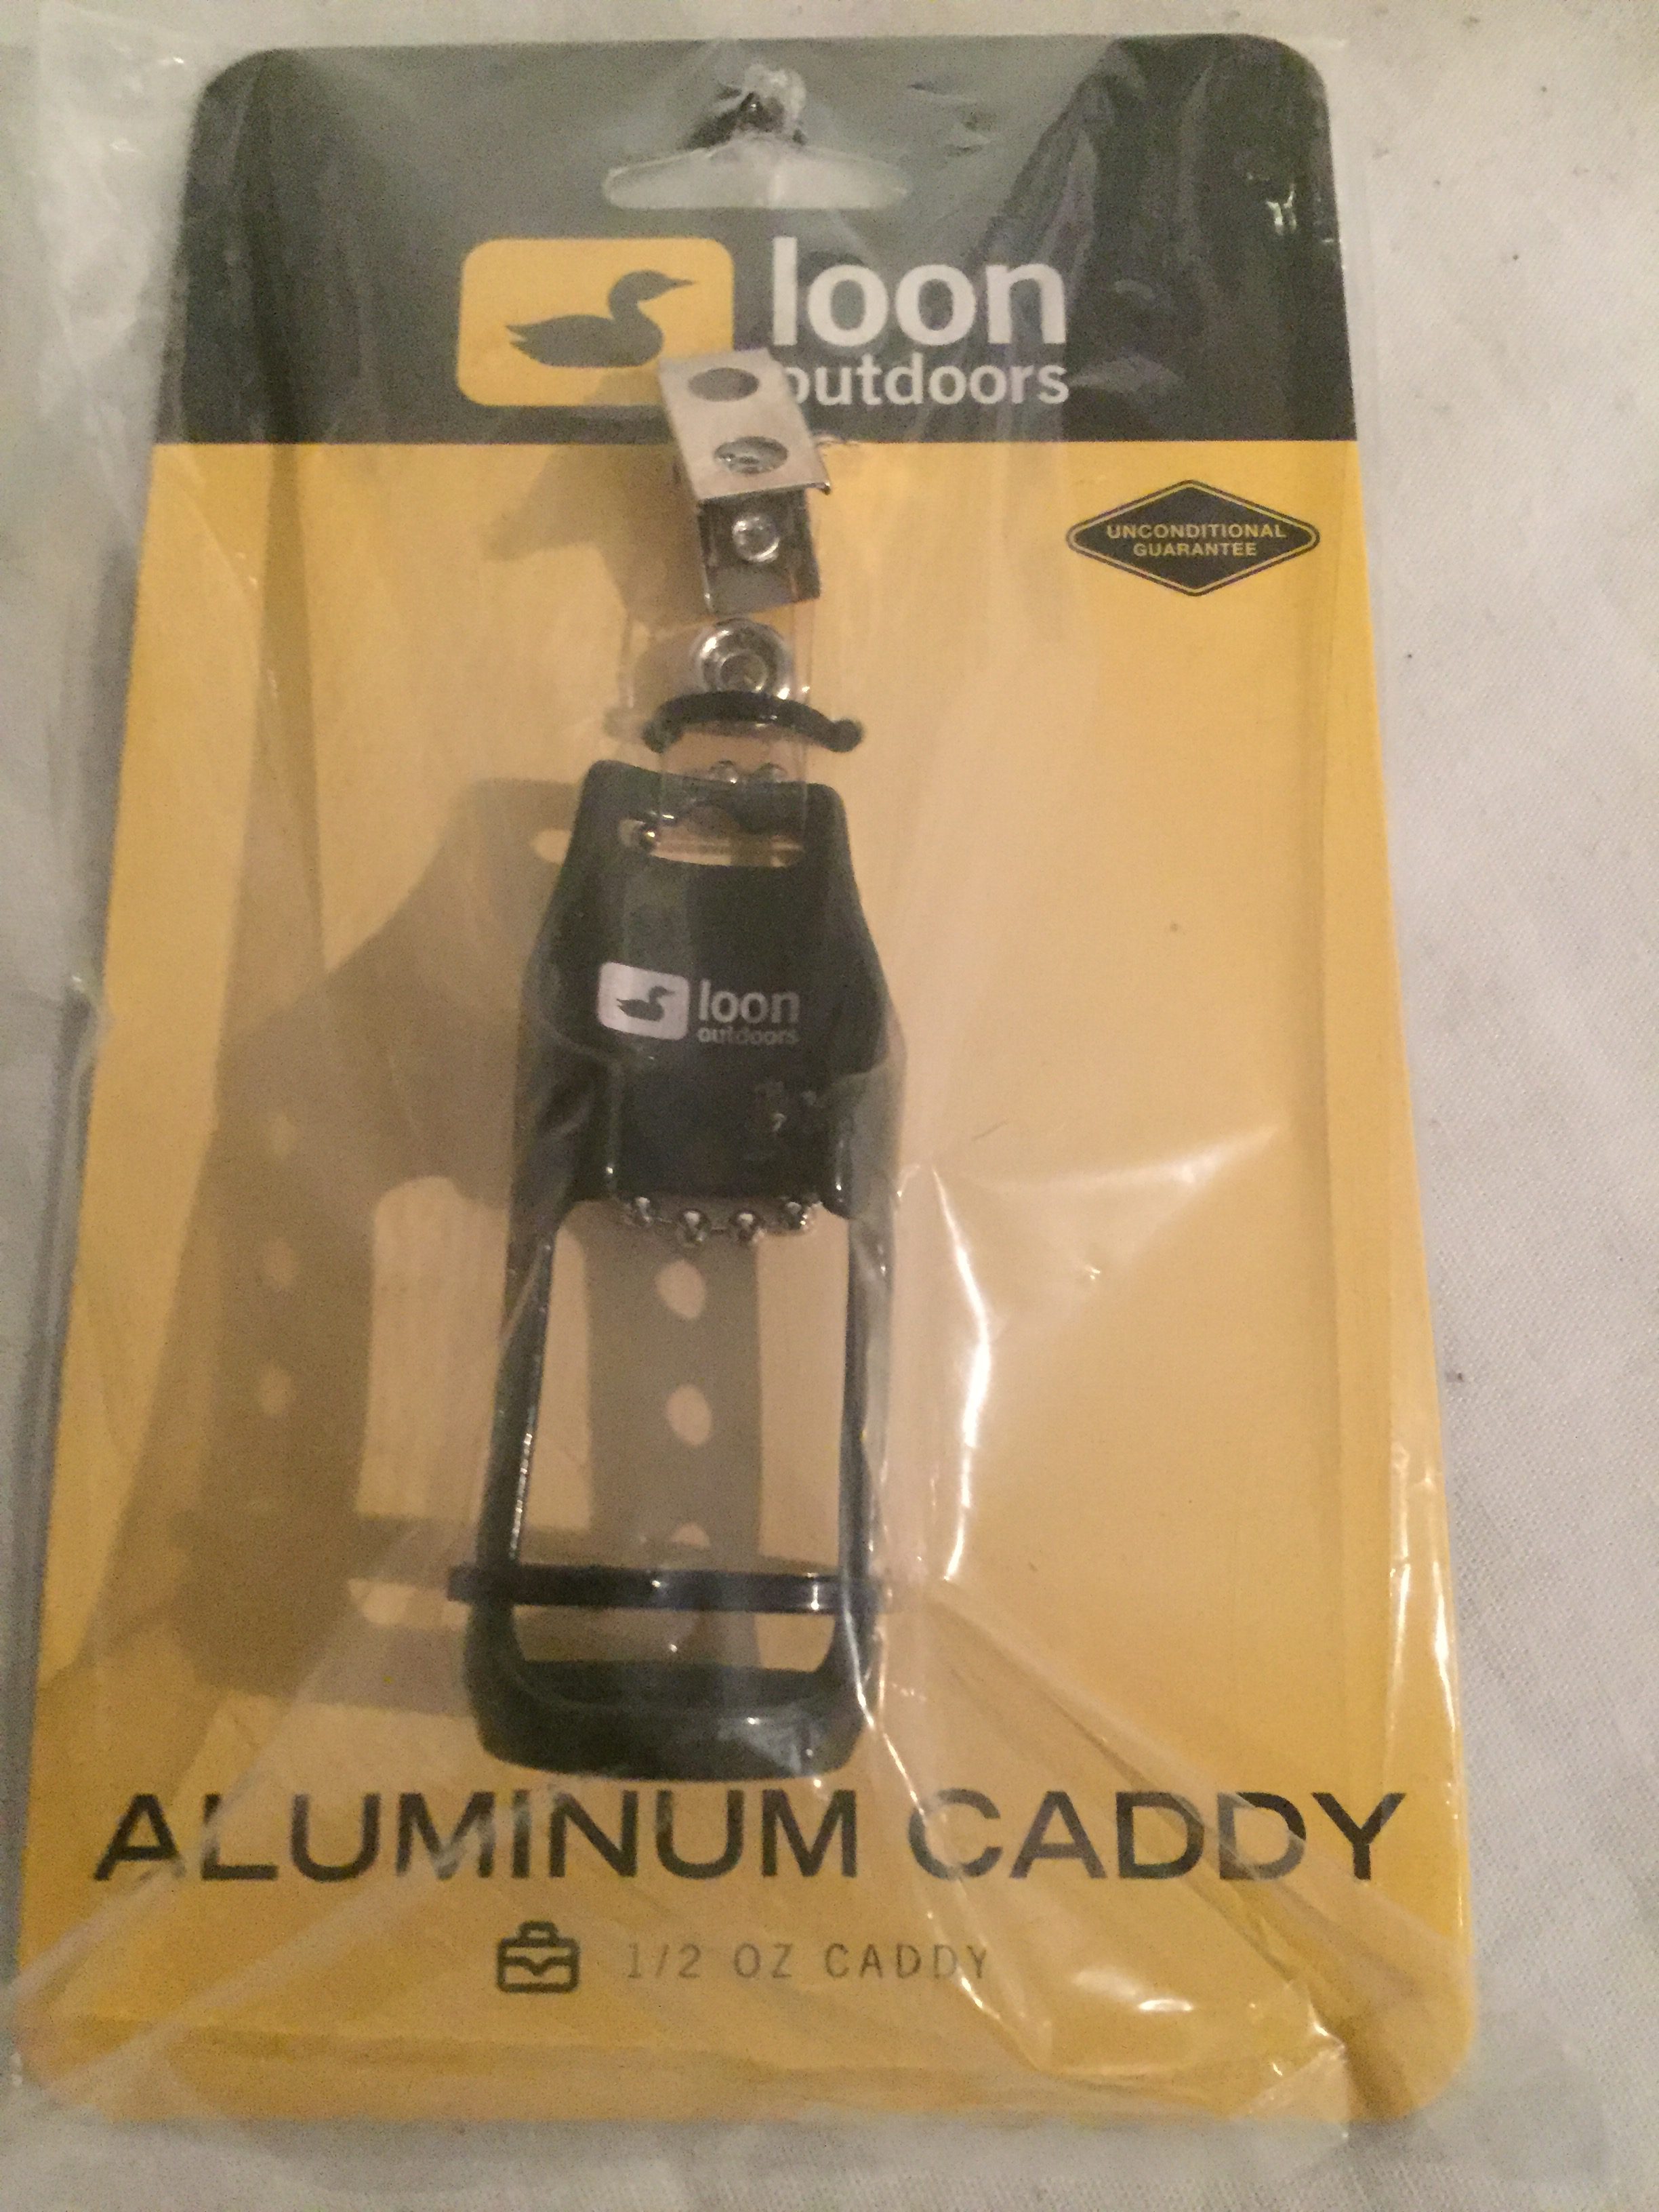 loon
outdoors
UNCONDITIONAL
GUARANTEE
loon
outdoors
ALUMINUM CADDY
1/2 OZ CADDY